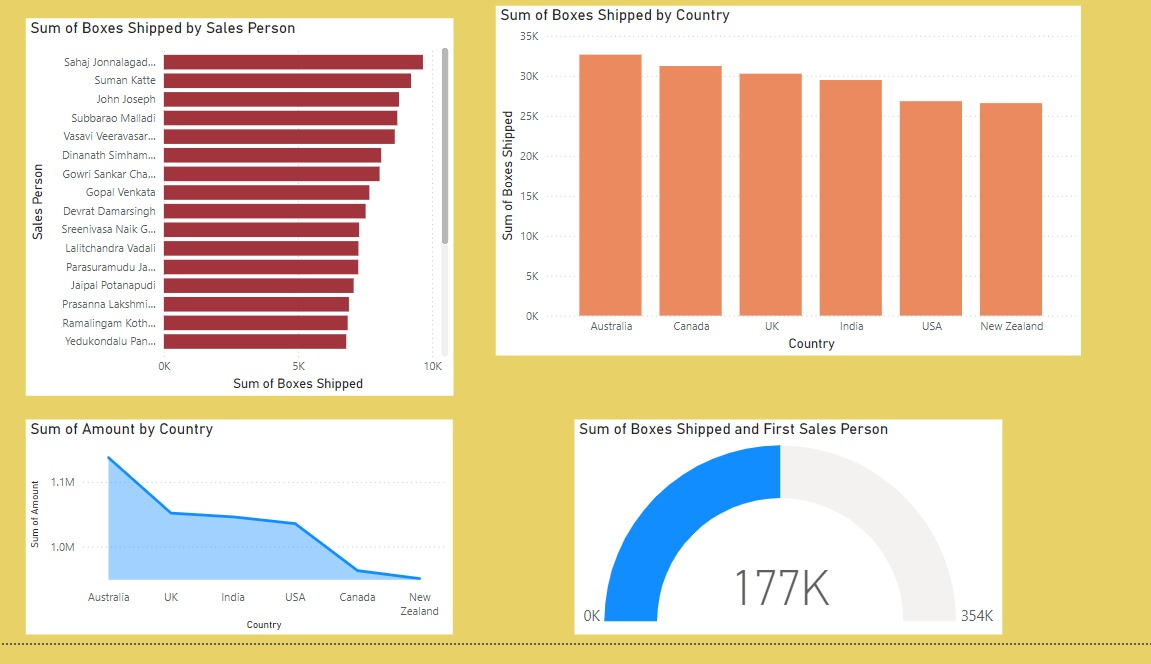 Sum of Boxes Shipped by Sales Person
Sales Person
Sahaj Jonnalagad...
Suman Katte
John Joseph
Subbarao Malladi
Vasavi Veeravasar...
Dinanath Simham...
Gowri Sankar Cha...
Gopal Venkata
Devrat Damarsingh
Sreenivasa Naik G...
Lalitchandra Vadali
Parasuramudu Ja...
Jaipal Potanapudi
Prasanna Lakshmi...
Ramalingam Koth...
Yedukondalu Pan...
0K 5K 10K
Sum of Boxes Shipped
Sum of Boxes Shipped by Country
Sum of Boxes Shipped
35K
30K
25K
20K
15K
10K
5K
0K
Australia Canada UK India USA New Zealand
Country
Sum of Amount by Country
Sum of Amount
1.1M
1.0M
Australia UK India USA Canada New
Zealand
Country
Sum of Boxes Shipped and First Sales Person
177K
0K 354K